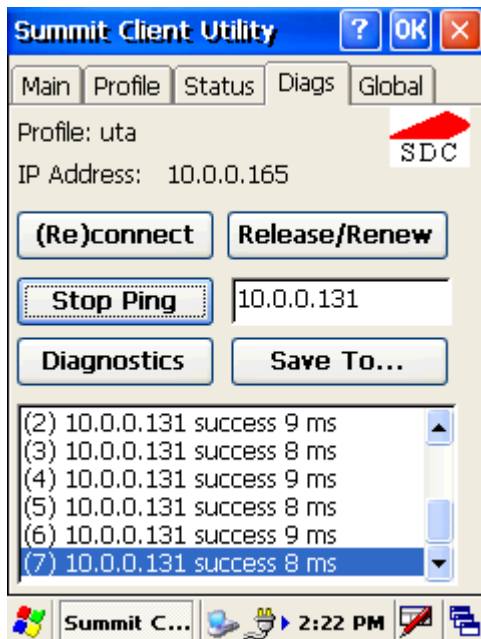 Summit Client Utility ? OK X
Main Profile Status Diags Global
Profile: uta
SDC
IP Address: 10.0.0.165
(Re)connect Release/Renew
Stop Ping 10.0.0.131
Diagnostics Save To...
(2) 10.0.0.131 success 9 ms
(3) 10.0.0.131 success 8 ms
(4) 10.0.0.131 success 9 ms
(5) 10.0.0.131 success 8 ms
(6) 10.0.0.131 success 9 ms
(7) 10.0.0.131 success 8 ms
Summit C... 2:22 PM